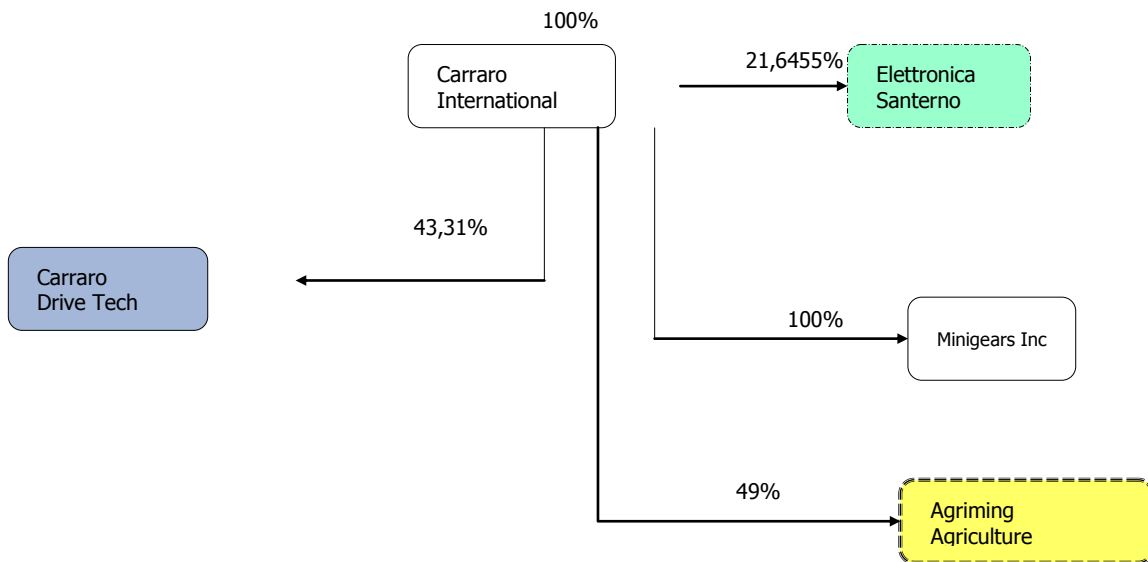 100%
Carraro
International
21,6455%
Elettronica
Santerno
43,31%
Carraro
Drive Tech
100%
Minigears Inc
49%
Agriming
Agriculture